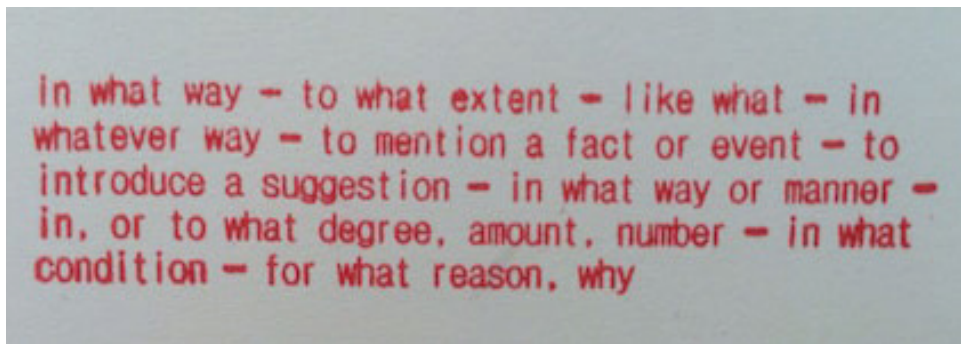 in what way - to what extent - like what - in
whatever way - to mention a fact or event - to
introduce a suggestion - in what way or manner -
in, or to what degree, amount, number - in what
condition - for what reason, why